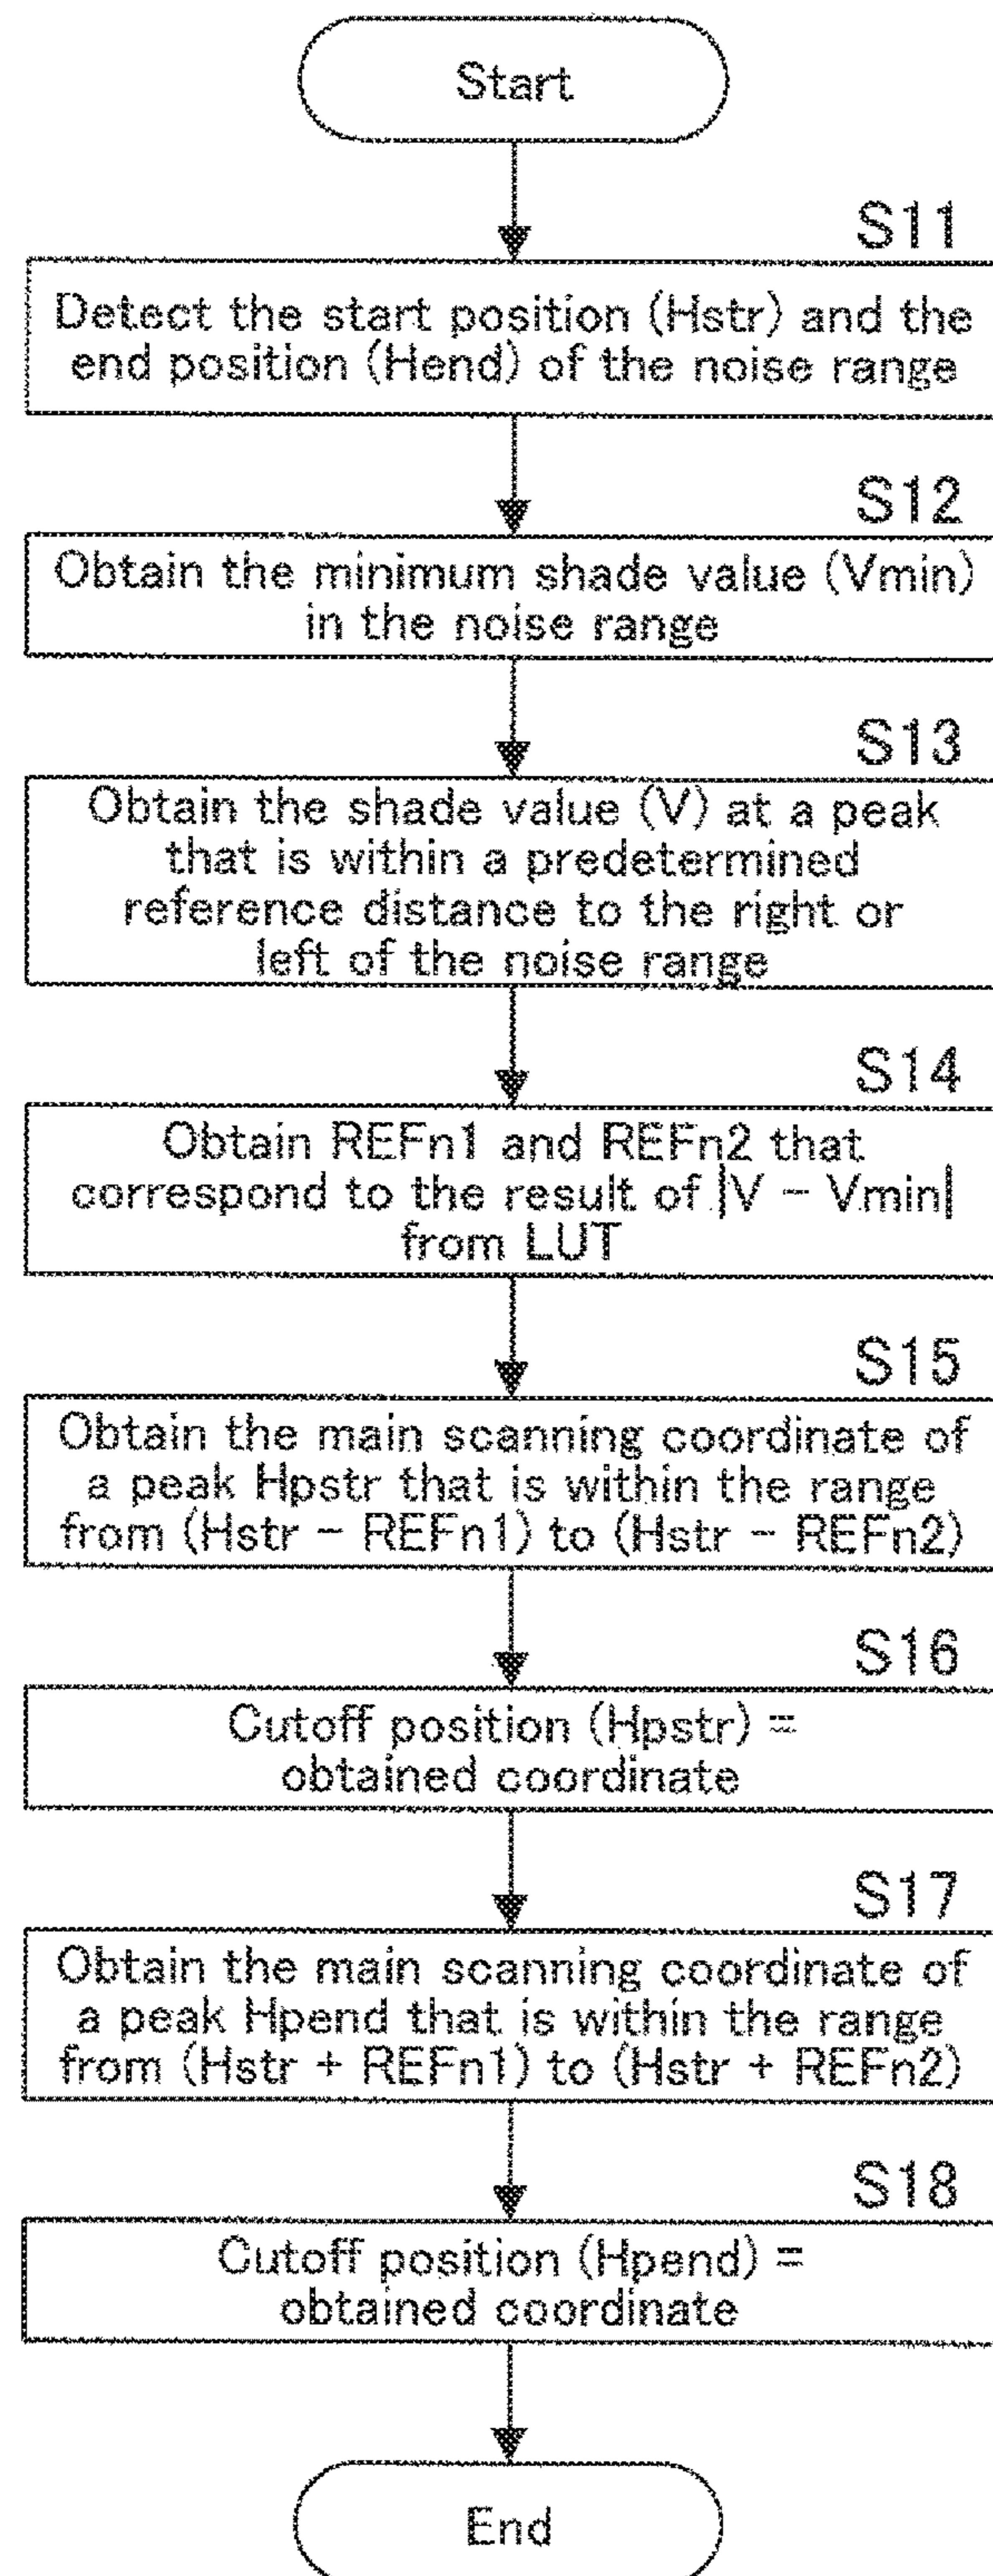 Start
S11
Detect the start position (Hstr) and the
end position (Hend) of the noise range
S12
Obtain the minimum shade value (Vmin)
in the noise range
S13
Obtain the shade value (V) at a peak
that is within a predetermined
reference distance to the right or
left of the noise range
S14
Obtain REFn1 and REFn2 that
correspond to the result of |V − Vmin|
from LUT
S15
Obtain the main scanning coordinate of
a peak Hpstr that is within the range
from (Hstr − REFn1) to (Hstr − REFn2)
S16
Cutoff position (Hpstr) =
obtained coordinate
S17
Obtain the main scanning coordinate of
a peak Hpend that is within the range
from (Hstr + REFn1) to (Hstr + REFn2)
S18
Cutoff position (Hpend) =
obtained coordinate
End